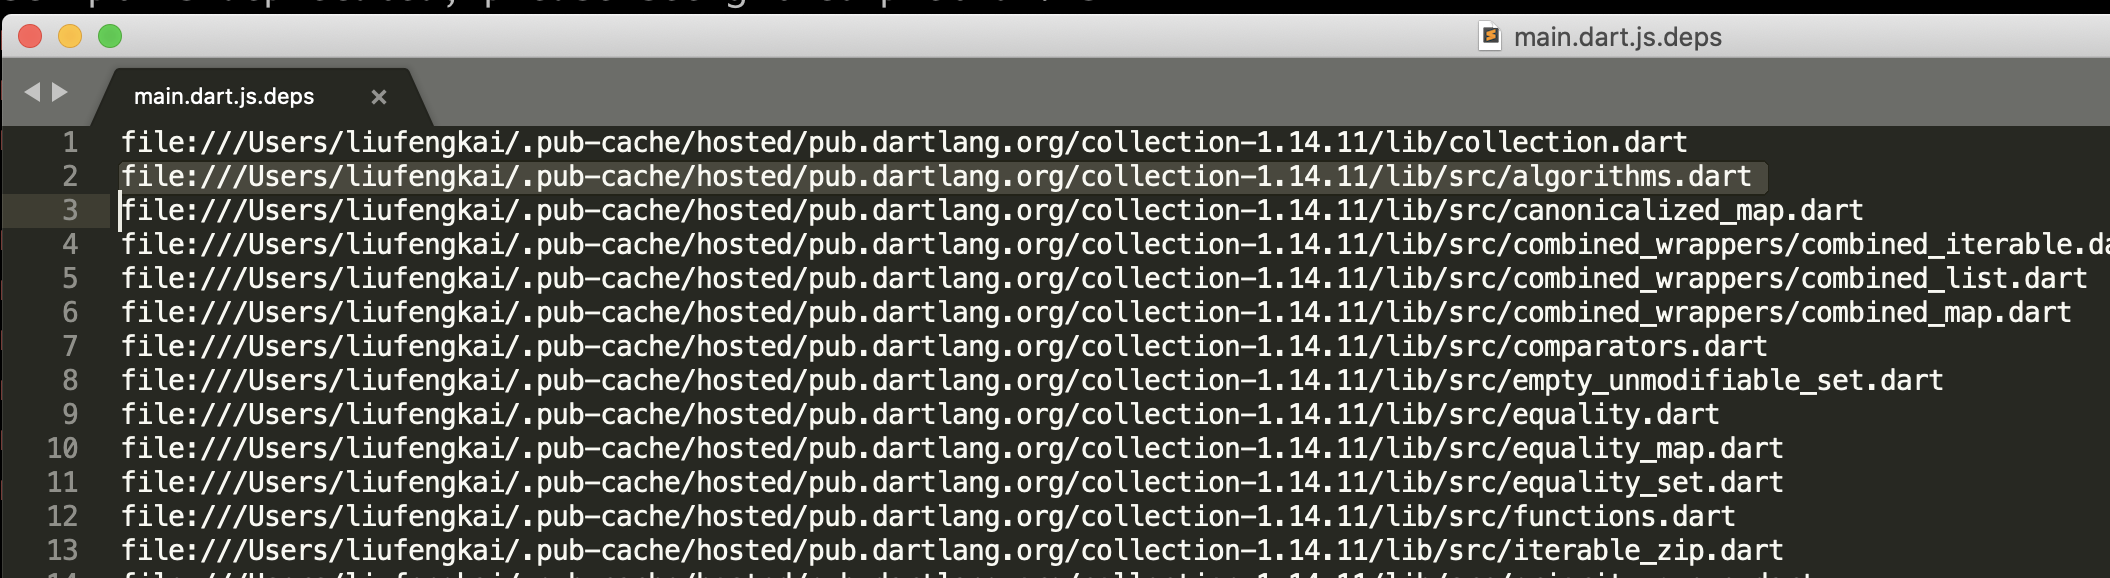 main.dart.js.deps
main.dart.js.deps ×
1 file:///Users/liufengkai/.pub-cache/hosted/pub.dartlang.org/collection-1.14.11/lib/collection.dart
2 file:///Users/liufengkai/.pub-cache/hosted/pub.dartlang.org/collection-1.14.11/lib/src/algorithms.dart
3 file:///Users/liufengkai/.pub-cache/hosted/pub.dartlang.org/collection-1.14.11/lib/src/canonicalized_map.dart
4 file:///Users/liufengkai/.pub-cache/hosted/pub.dartlang.org/collection-1.14.11/lib/src/combined_wrappers/combined_iterable.da
5 file:///Users/liufengkai/.pub-cache/hosted/pub.dartlang.org/collection-1.14.11/lib/src/combined_wrappers/combined_list.dart
6 file:///Users/liufengkai/.pub-cache/hosted/pub.dartlang.org/collection-1.14.11/lib/src/combined_wrappers/combined_map.dart
7 file:///Users/liufengkai/.pub-cache/hosted/pub.dartlang.org/collection-1.14.11/lib/src/comparators.dart
8 file:///Users/liufengkai/.pub-cache/hosted/pub.dartlang.org/collection-1.14.11/lib/src/empty_unmodifiable_set.dart
9 file:///Users/liufengkai/.pub-cache/hosted/pub.dartlang.org/collection-1.14.11/lib/src/equality.dart
10 file:///Users/liufengkai/.pub-cache/hosted/pub.dartlang.org/collection-1.14.11/lib/src/equality_map.dart
11 file:///Users/liufengkai/.pub-cache/hosted/pub.dartlang.org/collection-1.14.11/lib/src/equality_set.dart
12 file:///Users/liufengkai/.pub-cache/hosted/pub.dartlang.org/collection-1.14.11/lib/src/functions.dart
13 file:///Users/liufengkai/.pub-cache/hosted/pub.dartlang.org/collection-1.14.11/lib/src/iterable_zip.dart